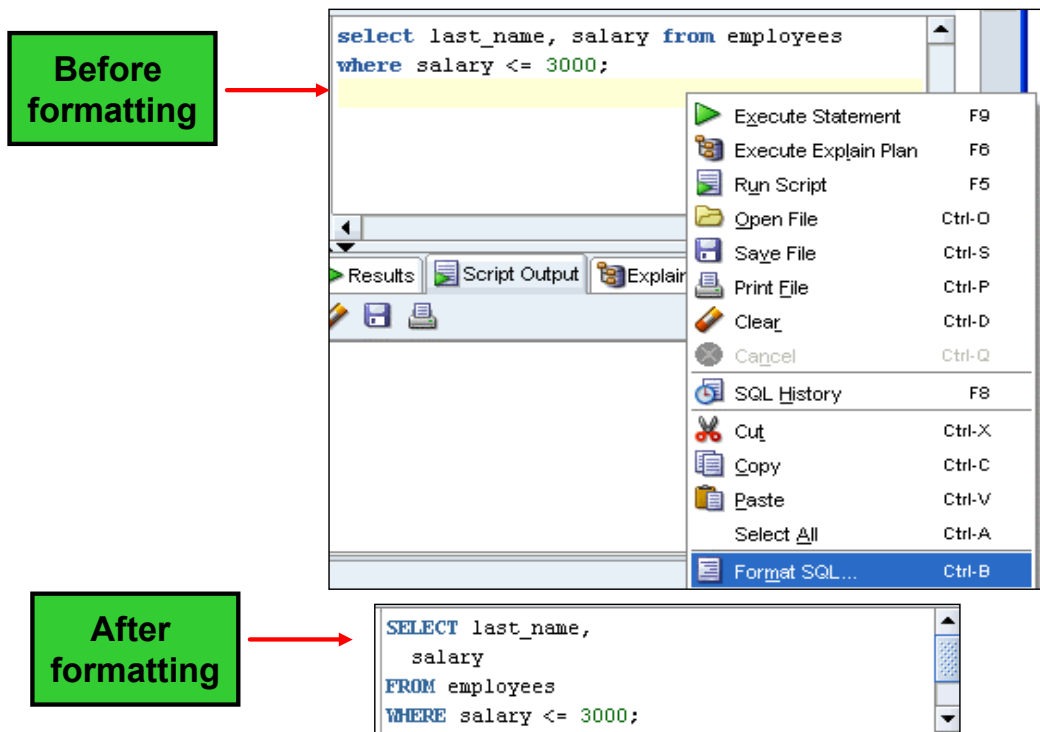 Before
formatting
select last_name, salary from employees
where salary <= 3000;
Execute Statement F9
Execute Explain Plan F6
Run Script F5
Open File Ctrl-O
Save File Ctrl-S
Print File Ctrl-P
Clear Ctrl-D
Cancel Ctrl-Q
SQL History F8
Cut Ctrl-X
Copy Ctrl-C
Paste Ctrl-V
Select All Ctrl-A
Format SQL... Ctrl-B
Results Script Output Explain
After
formatting
SELECT last_name,
salary
FROM employees
WHERE salary <= 3000;